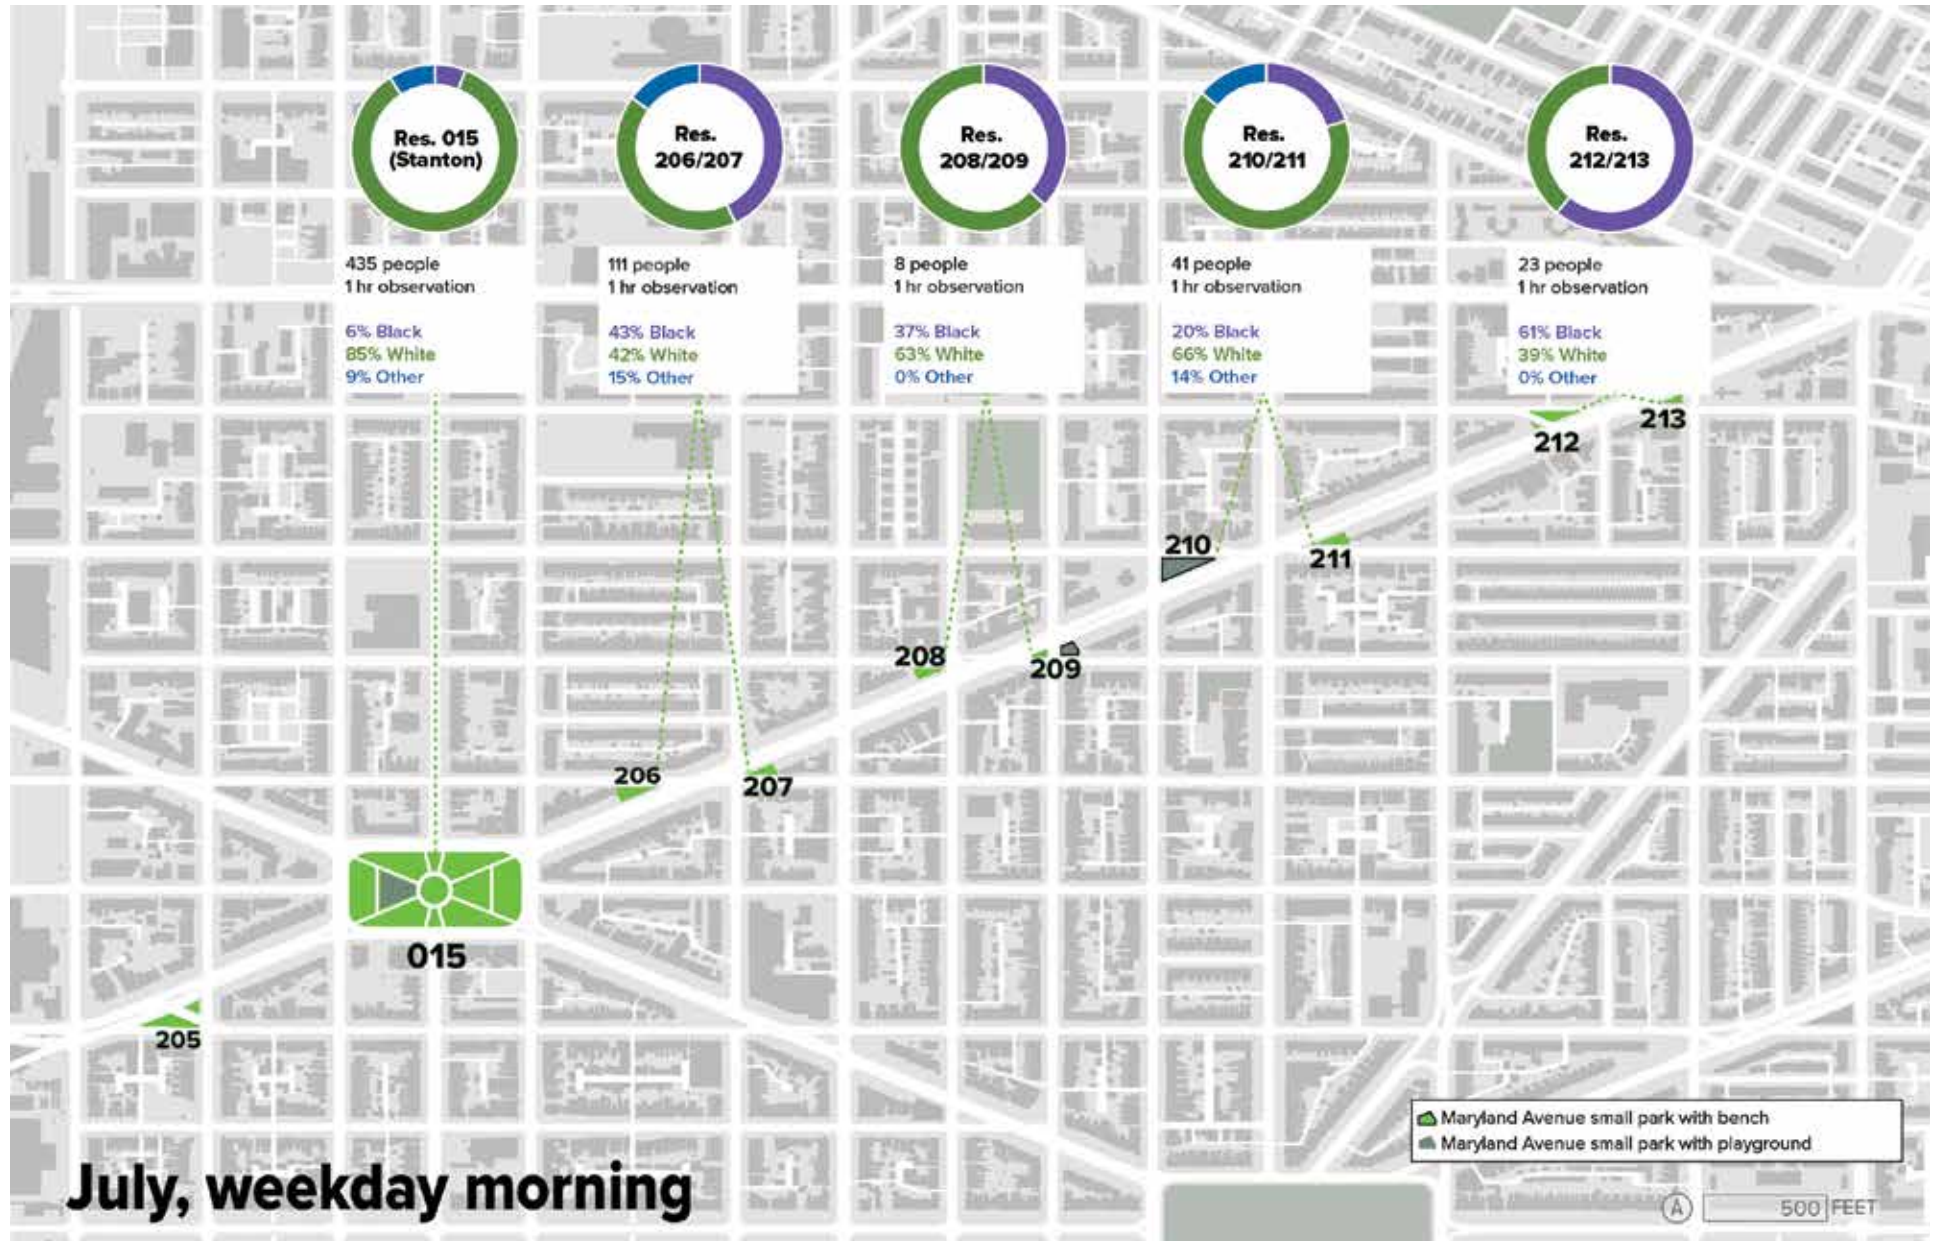 Res. 015
(Stanton)
435 people
1 hr observation
6% Black
85% White
9% Other
Res.
206/207
111 people
1 hr observation
43% Black
42% White
15% Other
Res.
208/209
8 people
1 hr observation
37% Black
63% White
0% Other
Res.
210/211
41 people
1 hr observation
20% Black
66% White
14% Other
Res.
212/213
23 people
1 hr observation
61% Black
39% White
0% Other
213
212
210
211
208
209
206
207
015
205
Maryland Avenue small park with bench
Maryland Avenue small park with playground
July, weekday morning
A
500 FEET